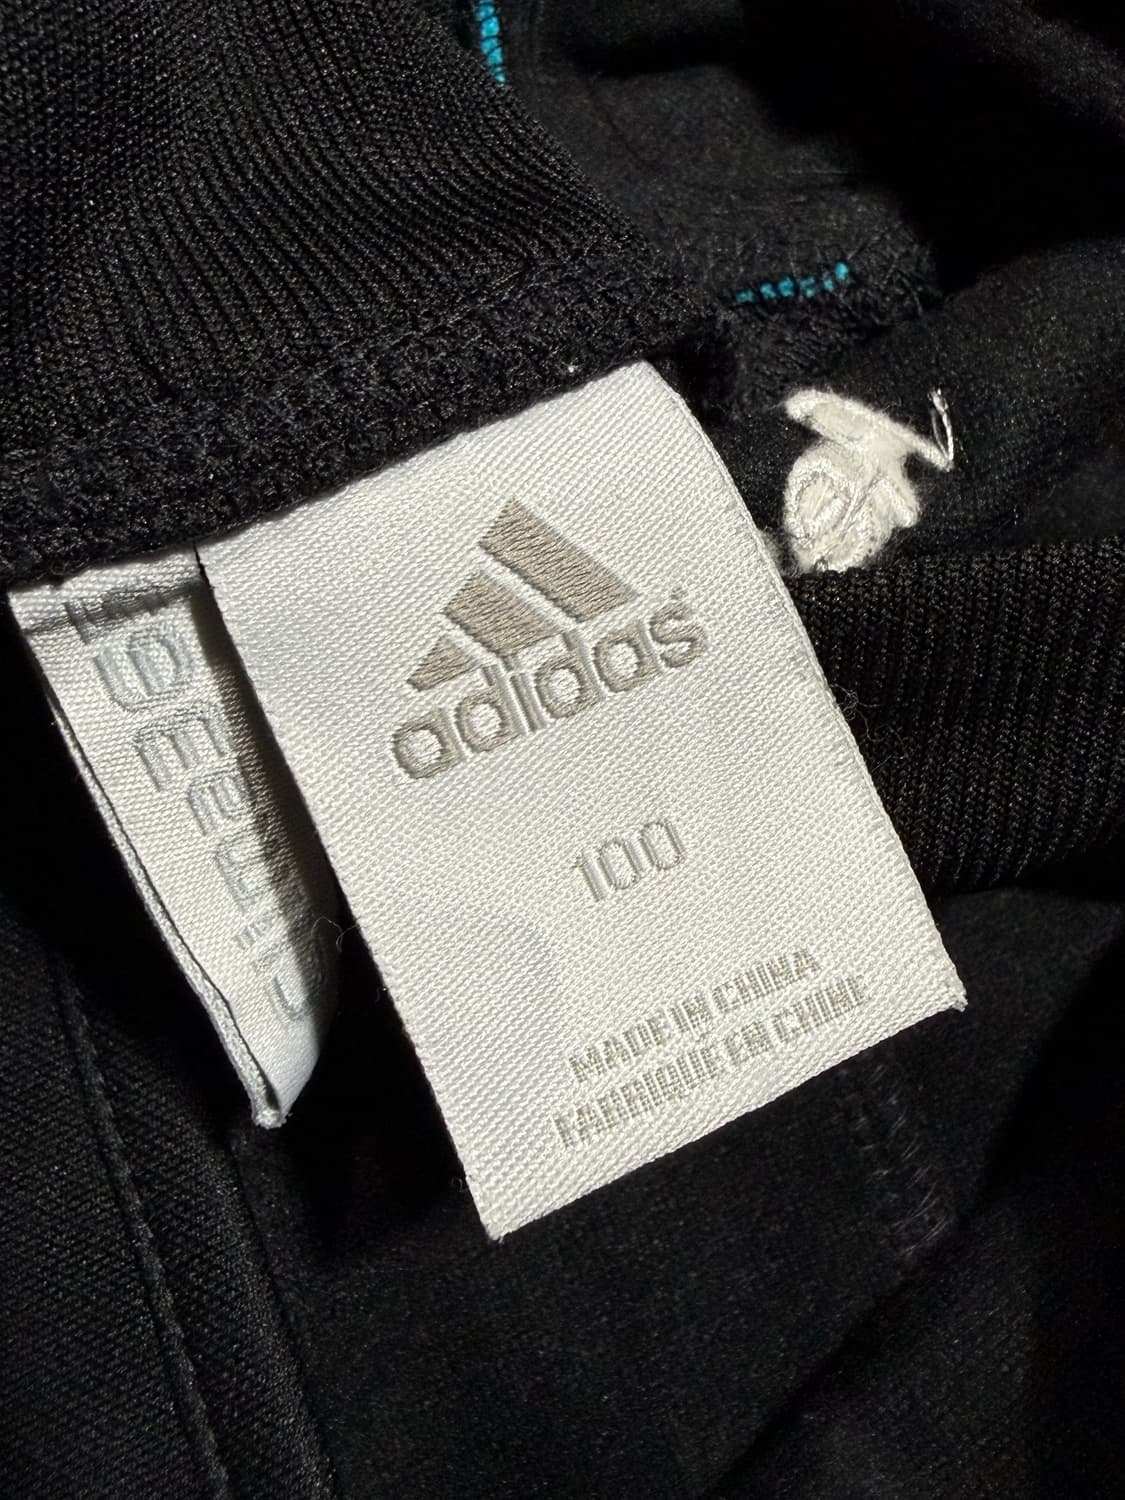 adidas
100
MADE IN CHINA
FABRIQUE EN CHINE